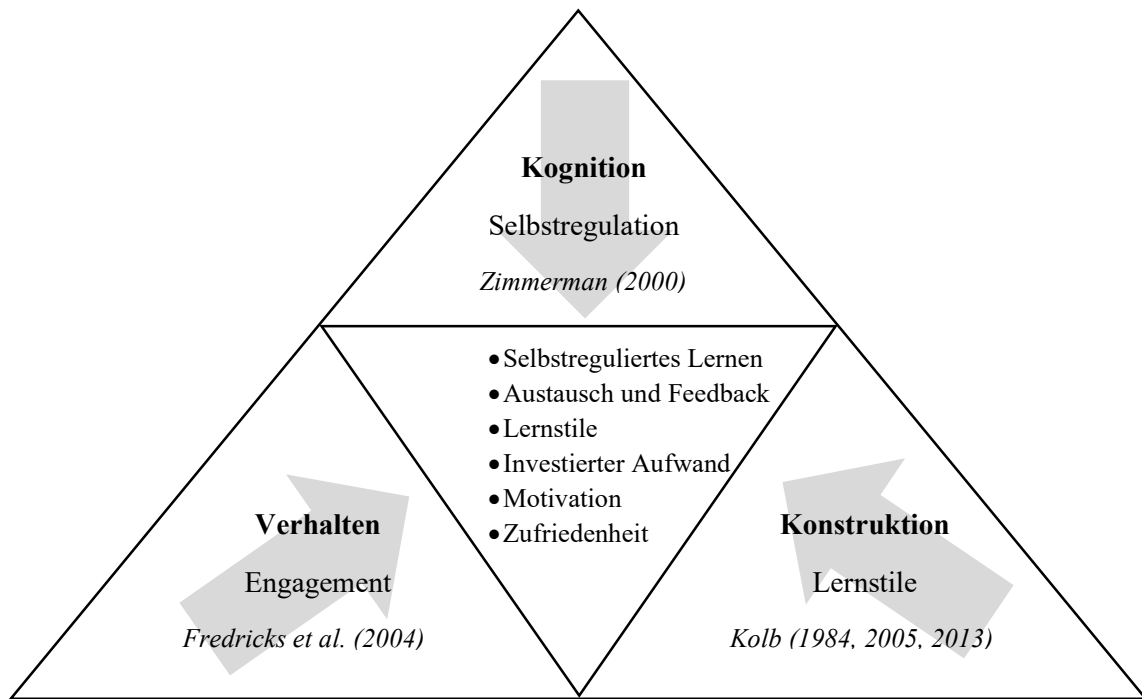 Kognition
Selbstregulation
Zimmerman (2000)
•Selbstreguliertes Lernen
•Austausch und Feedback
•Lernstile
•Investierter Aufwand
•Motivation
•Zufriedenheit
Verhalten
Engagement
Fredricks et al. (2004)
Konstruktion
Lernstile
Kolb (1984, 2005, 2013)